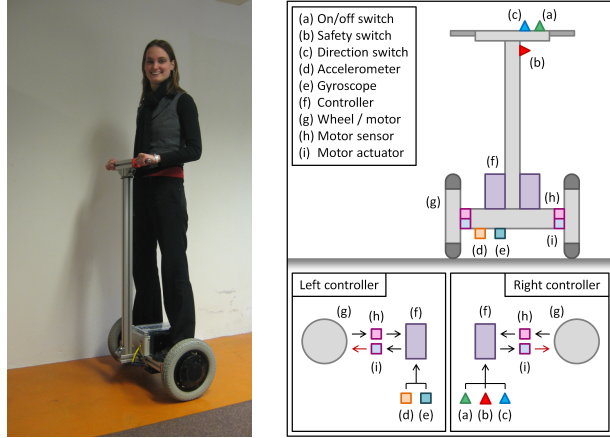 (a) On/off switch
(b) Safety switch
(c) Direction switch
(d) Accelerometer
(e) Gyroscope
(f) Controller
(g) Wheel / motor
(h) Motor sensor
(i) Motor actuator
(c) (a)
(b)
(f)
(g)
(h)
(i)
(d) (e)
Left controller
(g)
(h)
(f)
(i)
(d) (e)
Right controller
(f)
(h)
(g)
(i)
(a) (b) (c)